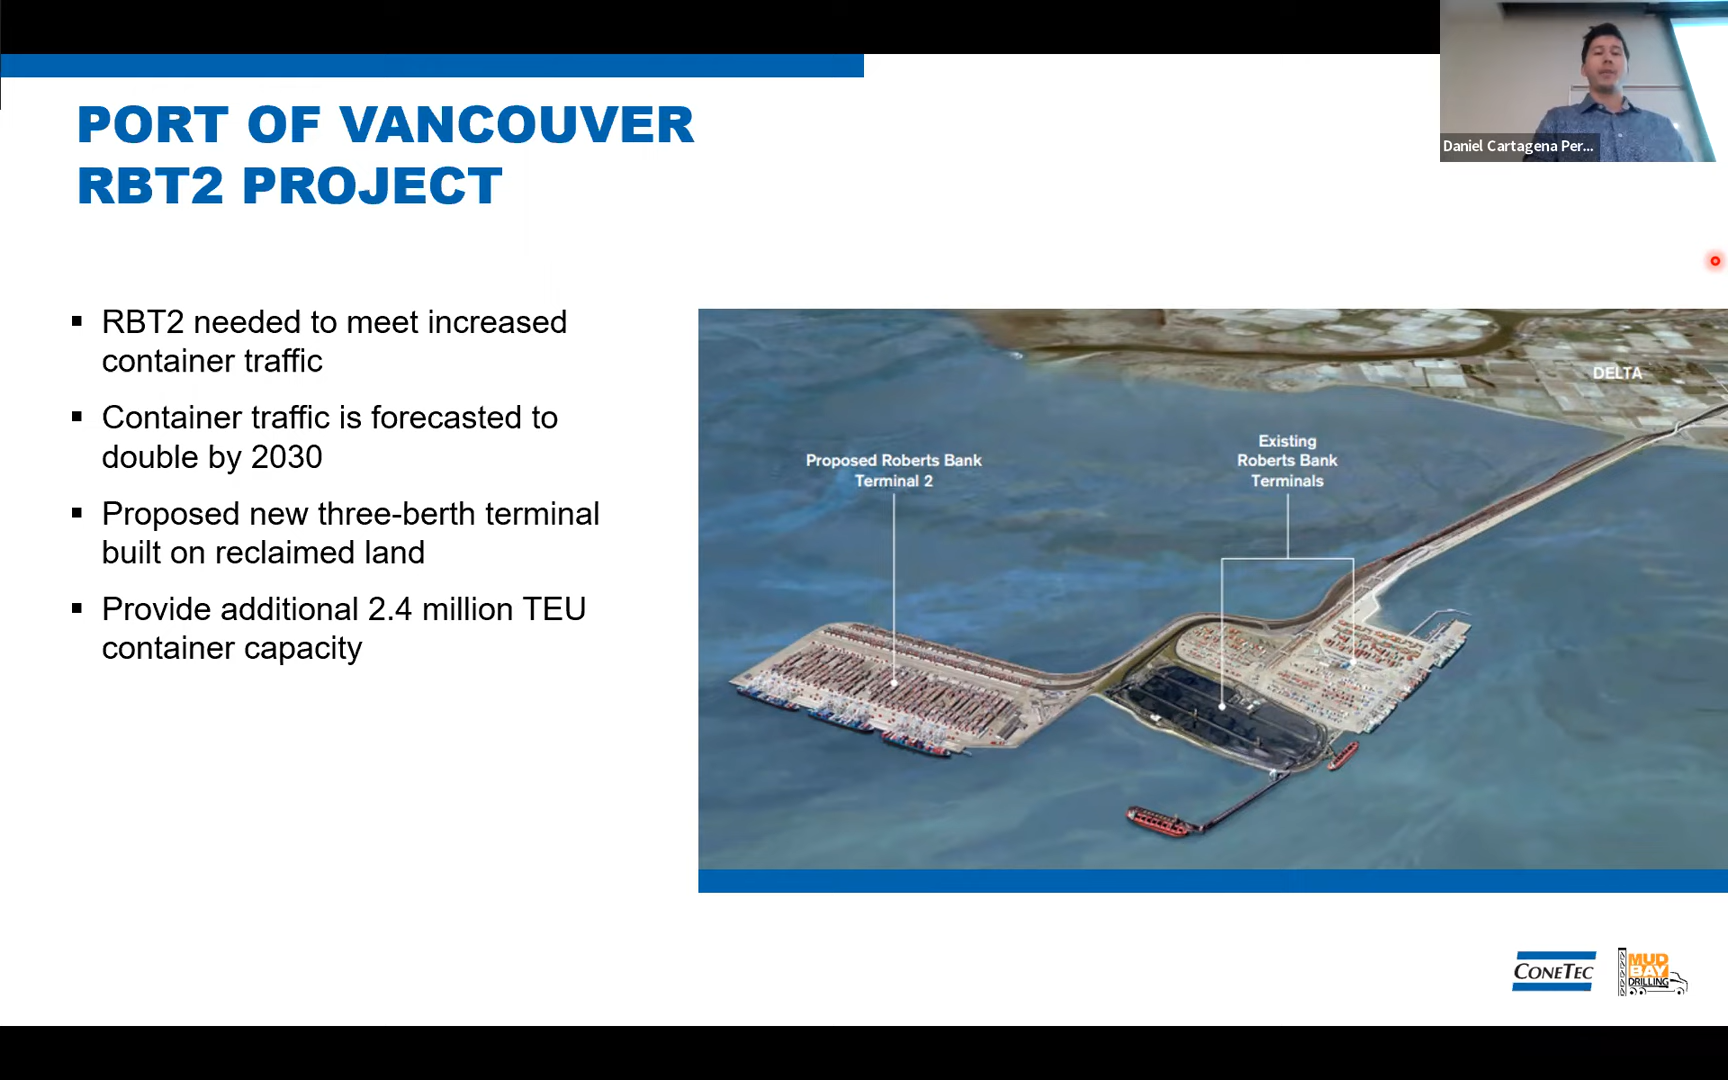 Daniel Cartagena Per...
PORT OF VANCOUVER
RBT2 PROJECT
▪ RBT2 needed to meet increased
container traffic
▪ Container traffic is forecasted to
double by 2030
▪ Proposed new three-berth terminal
built on reclaimed land
▪ Provide additional 2.4 million TEU
container capacity
DELTA
Proposed Roberts Bank
Terminal 2
Existing
Roberts Bank
Terminals
CONETEC
MUD
BAY
DRILLING